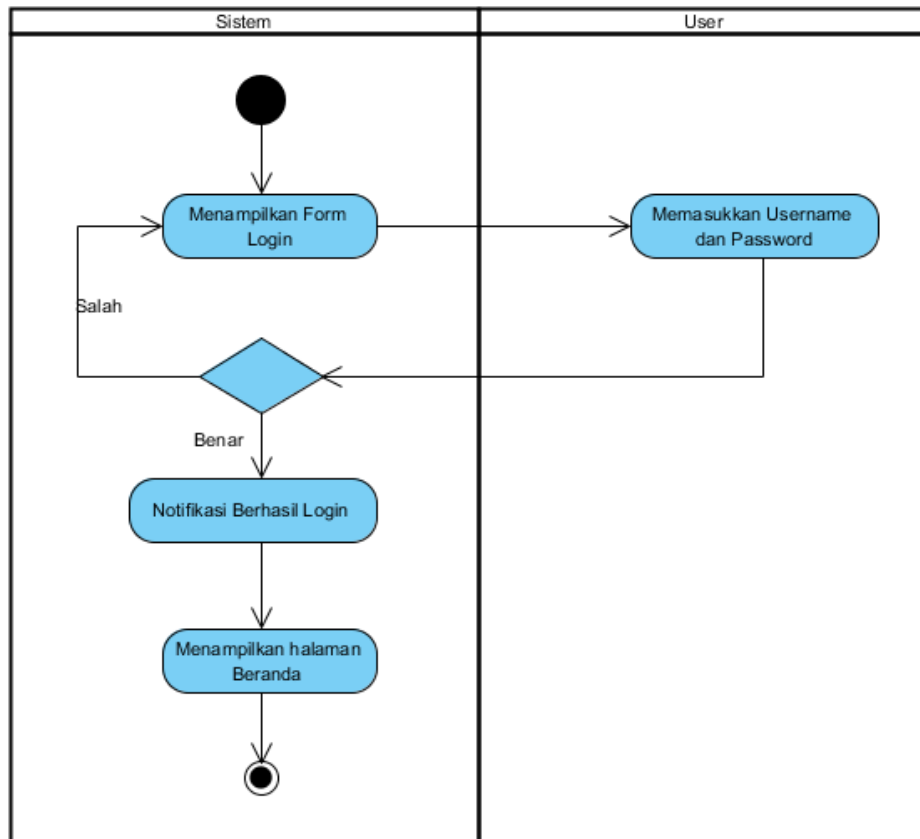 Sistem
User
Menampilkan Form
Login
Memasukkan Username
dan Password
Salah
Benar
Notifikasi Berhasil Login
Menampilkan halaman
Beranda